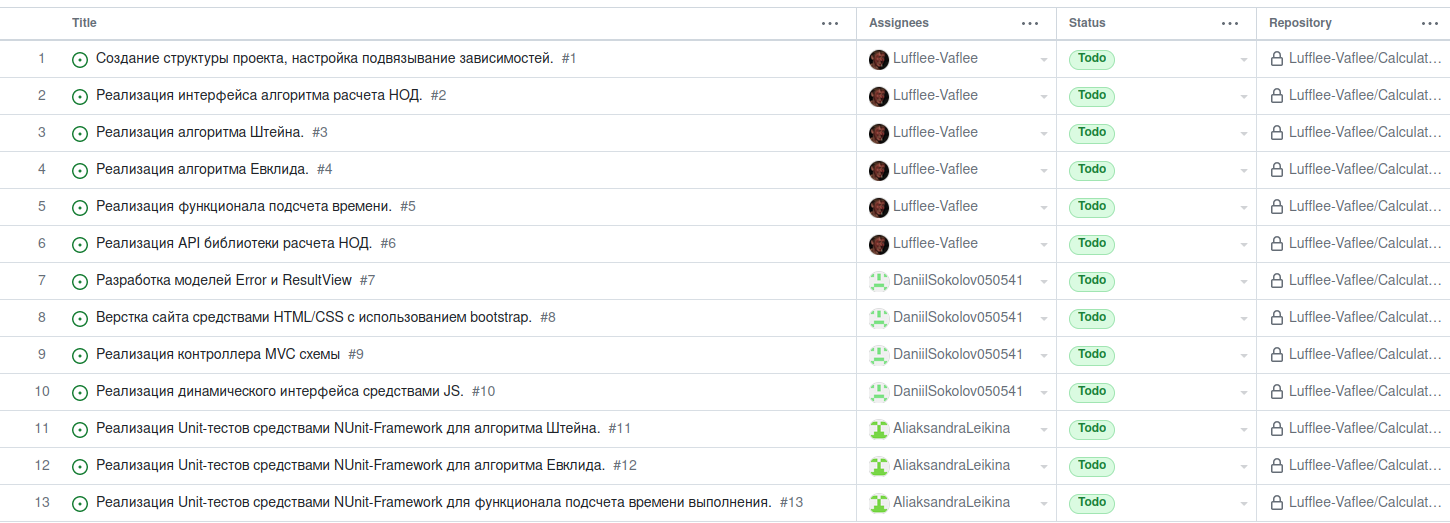 Title ... Assignees ... Status ... Repository ...
1 Создание структуры проекта, настройка подвязывание зависимостей. #1 Lufflee-Vaflee Todo Lufflee-Vaflee/Calculat...
2 Реализация интерфейса алгоритма расчета НОД. #2 Lufflee-Vaflee Todo Lufflee-Vaflee/Calculat...
3 Реализация алгоритма Штейна. #3 Lufflee-Vaflee Todo Lufflee-Vaflee/Calculat...
4 Реализация алгоритма Евклида. #4 Lufflee-Vaflee Todo Lufflee-Vaflee/Calculat...
5 Реализация функционала подсчета времени. #5 Lufflee-Vaflee Todo Lufflee-Vaflee/Calculat...
6 Реализация API библиотеки расчета НОД. #6 Lufflee-Vaflee Todo Lufflee-Vaflee/Calculat...
7 Разработка моделей Error и ResultView #7 DaniilSokolov050541 Todo Lufflee-Vaflee/Calculat...
8 Верстка сайта средствами HTML/CSS с использованием bootstrap. #8 DaniilSokolov050541 Todo Lufflee-Vaflee/Calculat...
9 Реализация контроллера MVC схемы #9 DaniilSokolov050541 Todo Lufflee-Vaflee/Calculat...
10 Реализация динамического интерфейса средствами JS. #10 DaniilSokolov050541 Todo Lufflee-Vaflee/Calculat...
11 Реализация Unit-тестов средствами NUnit-Framework для алгоритма Штейна. #11 AliaksandraLeikina Todo Lufflee-Vaflee/Calculat...
12 Реализация Unit-тестов средствами NUnit-Framework для алгоритма Евклида. #12 AliaksandraLeikina Todo Lufflee-Vaflee/Calculat...
13 Реализация Unit-тестов средствами NUnit-Framework для функционала подсчета времени выполнения. #13 AliaksandraLeikina Todo Lufflee-Vaflee/Calculat...